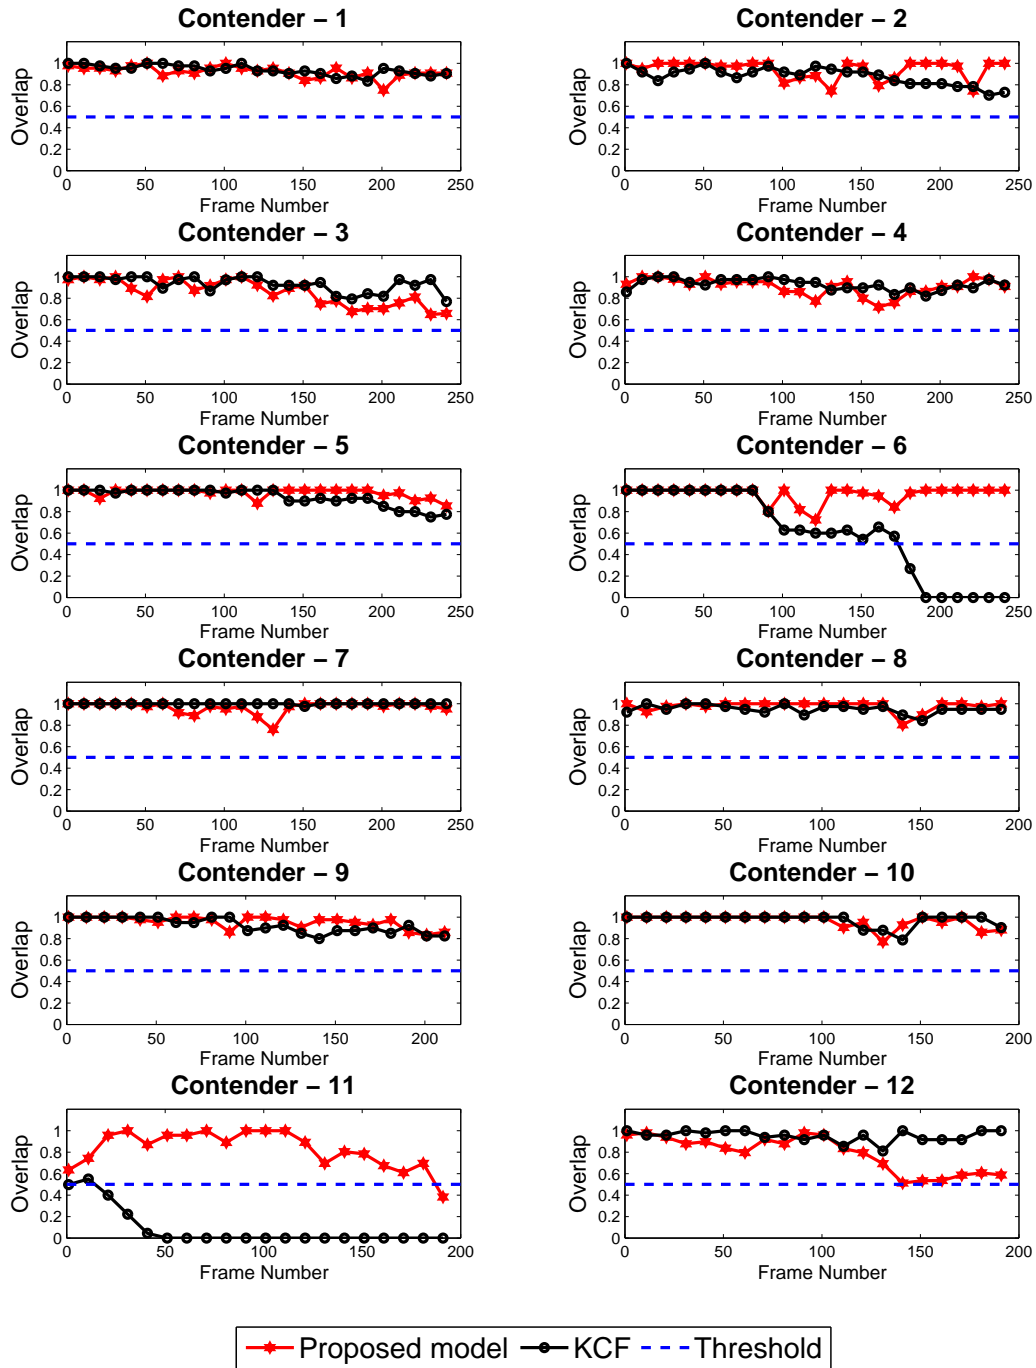 Contender – 1
Overlap
1
0.8
0.6
0.4
0.2
0
0 50 100 150 200 250
Frame Number
Contender – 2
Overlap
1
0.8
0.6
0.4
0.2
0
0 50 100 150 200 250
Frame Number
Contender – 3
Overlap
1
0.8
0.6
0.4
0.2
0
0 50 100 150 200 250
Frame Number
Contender – 4
Overlap
1
0.8
0.6
0.4
0.2
0
0 50 100 150 200 250
Frame Number
Contender – 5
Overlap
1
0.8
0.6
0.4
0.2
0
0 50 100 150 200 250
Frame Number
Contender – 6
Overlap
1
0.8
0.6
0.4
0.2
0
0 50 100 150 200 250
Frame Number
Contender – 7
Overlap
1
0.8
0.6
0.4
0.2
0
0 50 100 150 200 250
Frame Number
Contender – 8
Overlap
1
0.8
0.6
0.4
0.2
0
0 50 100 150 200
Frame Number
Contender – 9
Overlap
1
0.8
0.6
0.4
0.2
0
0 50 100 150 200
Frame Number
Contender – 10
Overlap
1
0.8
0.6
0.4
0.2
0
0 50 100 150 200
Frame Number
Contender – 11
Overlap
1
0.8
0.6
0.4
0.2
0
0 50 100 150 200
Frame Number
Contender – 12
Overlap
1
0.8
0.6
0.4
0.2
0
0 50 100 150 200
Frame Number
Proposed model KCF Threshold